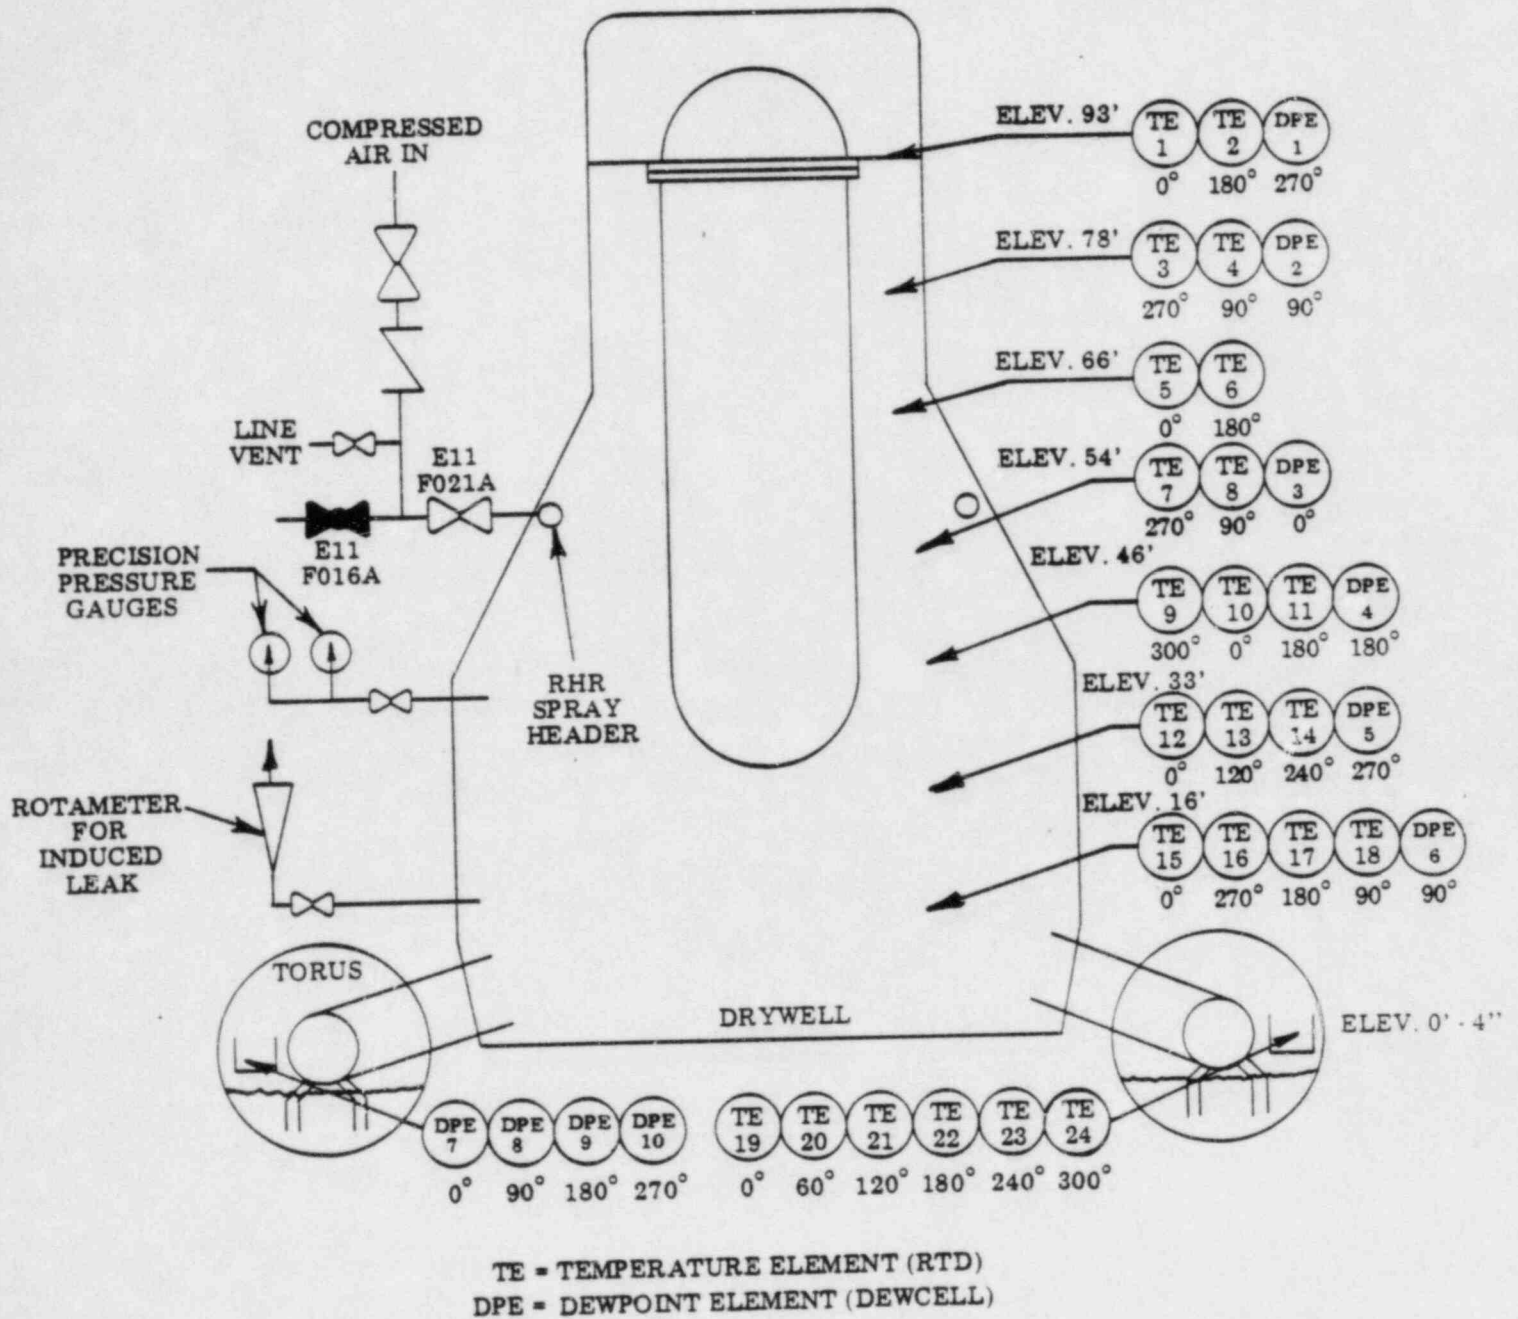 COMPRESSED
AIR IN
ELEV. 93'
TE 1 TE 2 DPE 1
0° 180° 270°
ELEV. 78'
TE 3 TE 4 DPE 2
270° 90° 90°
ELEV. 66'
TE 5 TE 6
0° 180°
LINE
VENT
E11
F021A
ELEV. 54'
TE 7 TE 8 DPE 3
270° 90° 0°
E11
F016A
PRECISION
PRESSURE
GAUGES
ELEV. 46'
TE 9 TE 10 TE 11 DPE 4
300° 0° 180° 180°
RHR
SPRAY
HEADER
ELEV. 33'
TE 12 TE 13 TE 14 DPE 5
0° 120° 240° 270°
ROTAMETER
FOR
INDUCED
LEAK
ELEV. 16'
TE 15 TE 16 TE 17 TE 18 DPE 6
0° 270° 180° 90° 90°
TORUS
DRYWELL
ELEV. 0' - 4"
DPE 7 DPE 8 DPE 9 DPE 10
0° 90° 180° 270°
TE 19 TE 20 TE 21 TE 22 TE 23 TE 24
0° 60° 120° 180° 240° 300°
TE = TEMPERATURE ELEMENT (RTD)
DPE = DEWPOINT ELEMENT (DEWCELL)